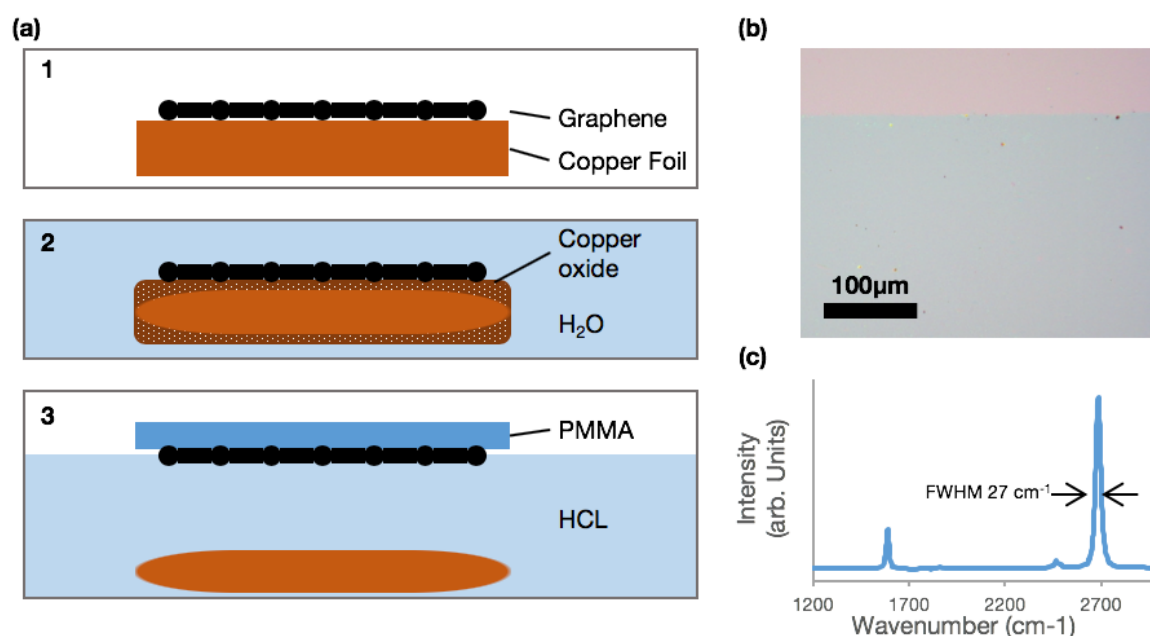 (a)
1
Graphene
Copper Foil
2
Copper
oxide
H₂O
3
PMMA
HCL
(b)
100µm
(c)
Intensity
(arb. Units)
FWHM 27 cm⁻¹
1200 1700 2200 2700
Wavenumber (cm-1)